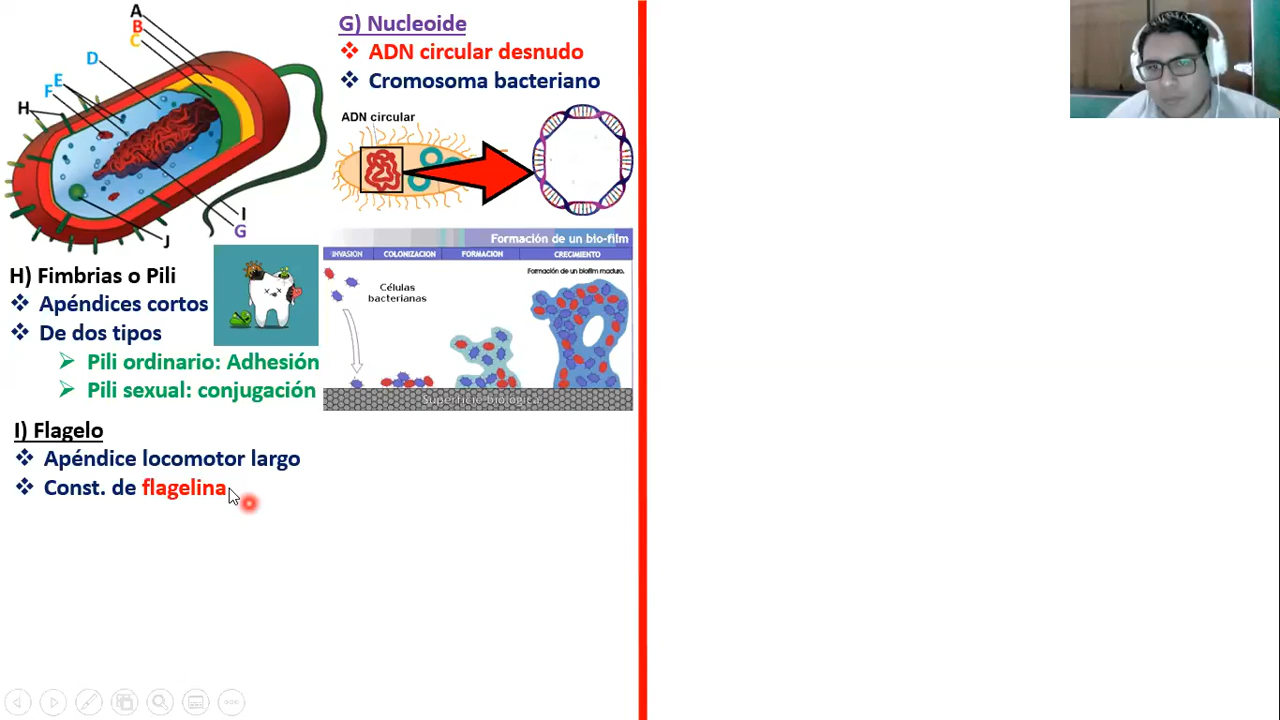 A
B
C
D
E
F
H
I
G
J
G) Nucleoide
❖ ADN circular desnudo
❖ Cromosoma bacteriano
ADN circular
Formación de un bio-film
INVASION COLONIZACION FORMACION CRECIMIENTO
Formación de un biofilm maduro.
Células
bacterianas
Superficie biológica
H) Fimbrias o Pili
❖ Apéndices cortos
❖ De dos tipos
➢ Pili ordinario: Adhesión
➢ Pili sexual: conjugación
I) Flagelo
❖ Apéndice locomotor largo
❖ Const. de flagelina